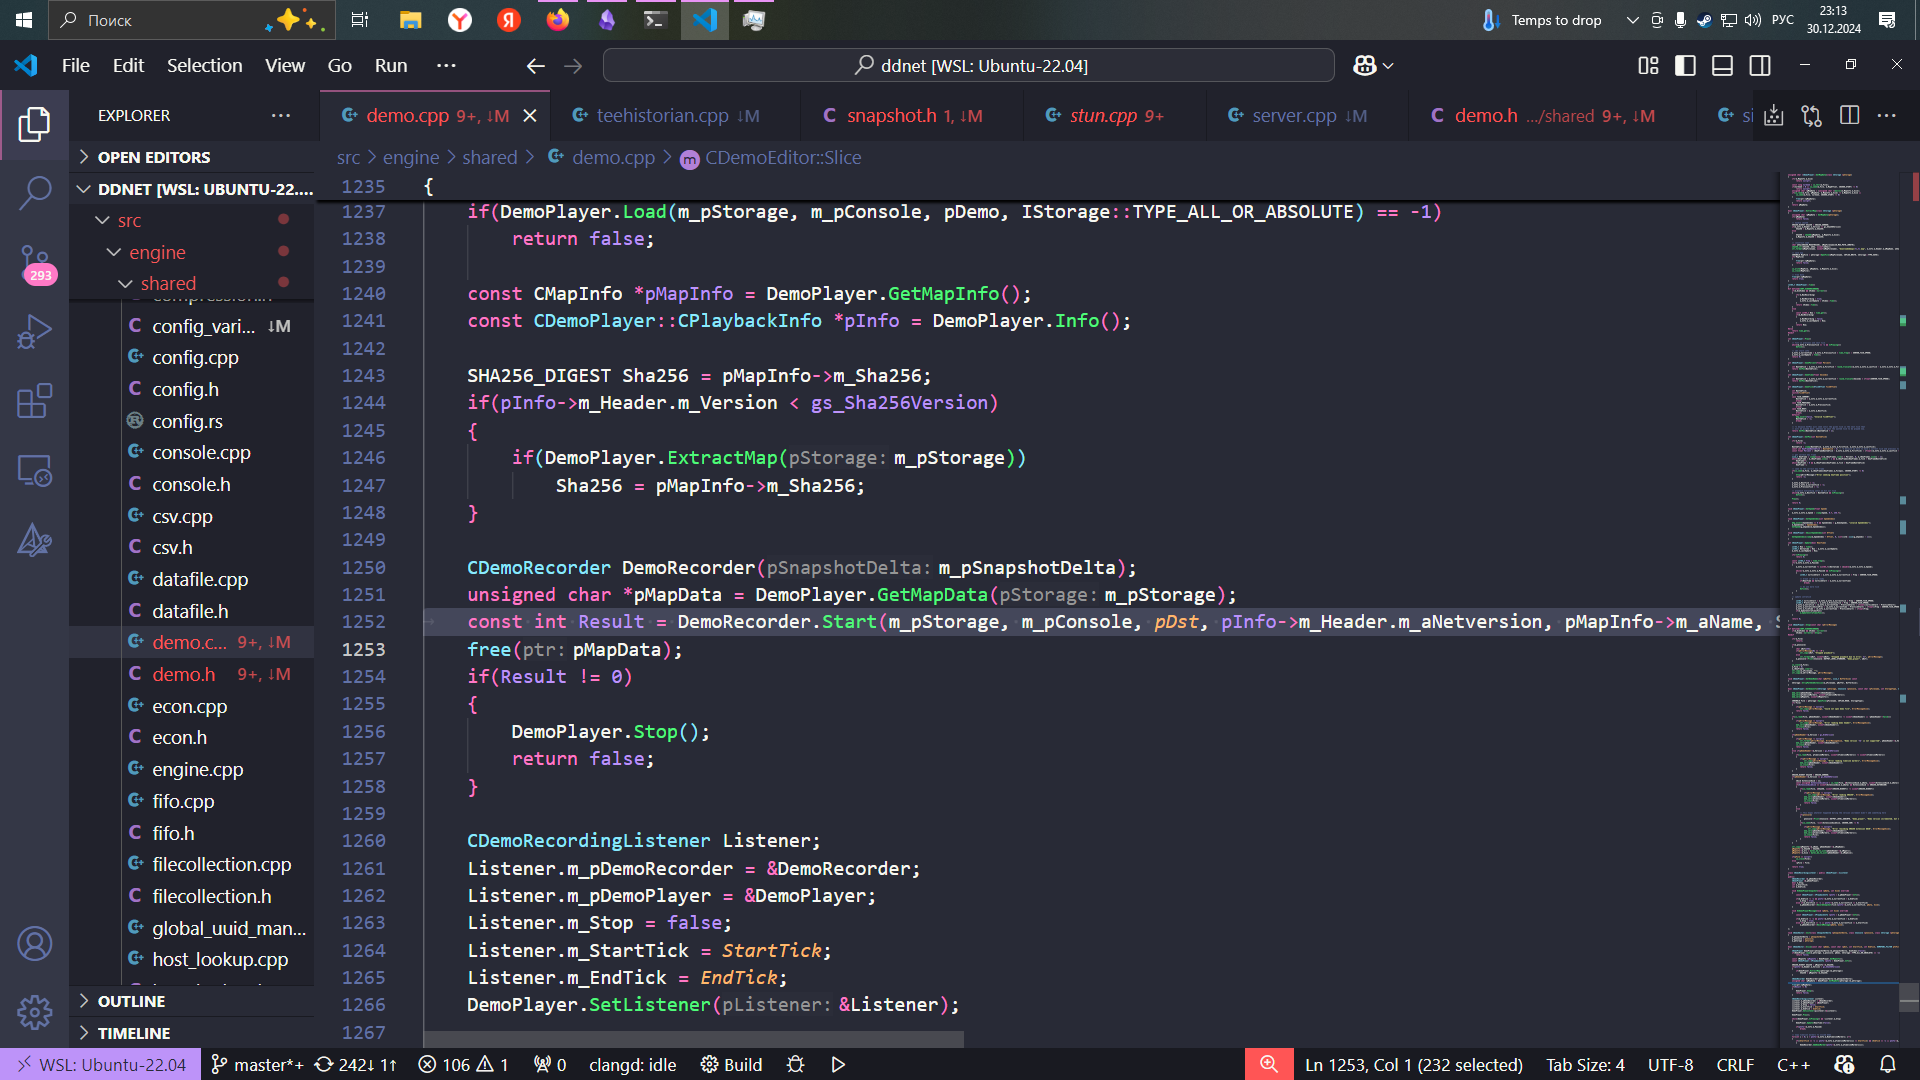 Поиск
Temps to drop
РУС
23:13
30.12.2024
File Edit Selection View Go Run ···
ddnet [WSL: Ubuntu-22.04]
EXPLORER ···
demo.cpp 9+, ↓M
teehistorian.cpp ↓M
snapshot.h 1, ↓M
stun.cpp 9+
server.cpp ↓M
demo.h .../shared 9+, ↓M
si
OPEN EDITORS
DDNET [WSL: UBUNTU-22....
src
engine
shared
compression.h
config_vari... ↓M
config.cpp
config.h
config.rs
console.cpp
console.h
csv.cpp
csv.h
datafile.cpp
datafile.h
demo.c... 9+, ↓M
demo.h 9+, ↓M
econ.cpp
econ.h
engine.cpp
fifo.cpp
fifo.h
filecollection.cpp
filecollection.h
global_uuid_man...
host_lookup.cpp
OUTLINE
TIMELINE
293
src > engine > shared > demo.cpp > CDemoEditor::Slice
1235 {
1237 if(DemoPlayer.Load(m_pStorage, m_pConsole, pDemo, IStorage::TYPE_ALL_OR_ABSOLUTE) == -1)
1238 return false;
1239
1240 const CMapInfo *pMapInfo = DemoPlayer.GetMapInfo();
1241 const CDemoPlayer::CPlaybackInfo *pInfo = DemoPlayer.Info();
1242
1243 SHA256_DIGEST Sha256 = pMapInfo->m_Sha256;
1244 if(pInfo->m_Header.m_Version < gs_Sha256Version)
1245 {
1246 if(DemoPlayer.ExtractMap(pStorage: m_pStorage))
1247 Sha256 = pMapInfo->m_Sha256;
1248 }
1249
1250 CDemoRecorder DemoRecorder(pSnapshotDelta: m_pSnapshotDelta);
1251 unsigned char *pMapData = DemoPlayer.GetMapData(pStorage: m_pStorage);
1252 const int Result = DemoRecorder.Start(m_pStorage, m_pConsole, pDst, pInfo->m_Header.m_aNetversion, pMapInfo->m_aName, S
1253 free(ptr: pMapData);
1254 if(Result != 0)
1255 {
1256 DemoPlayer.Stop();
1257 return false;
1258 }
1259
1260 CDemoRecordingListener Listener;
1261 Listener.m_pDemoRecorder = &DemoRecorder;
1262 Listener.m_pDemoPlayer = &DemoPlayer;
1263 Listener.m_Stop = false;
1264 Listener.m_StartTick = StartTick;
1265 Listener.m_EndTick = EndTick;
1266 DemoPlayer.SetListener(pListener: &Listener);
1267
WSL: Ubuntu-22.04 master*+ 242↓ 1↑ 106 1 0 clangd: idle Build Ln 1253, Col 1 (232 selected) Tab Size: 4 UTF-8 CRLF C++